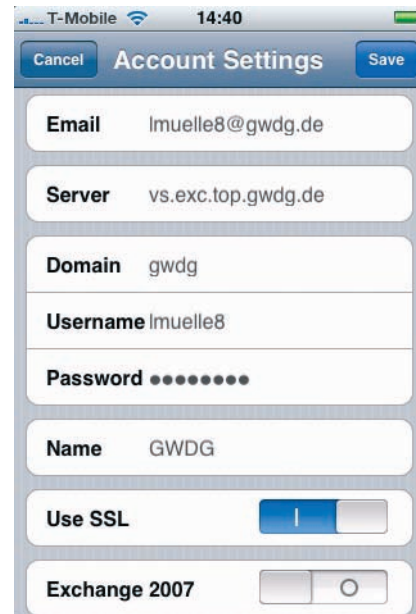 T-Mobile 14:40
Cancel Account Settings Save
Email lmuelle8@gwdg.de
Server vs.exc.top.gwdg.de
Domain gwdg
Username lmuelle8
Password ●●●●●●●●
Name GWDG
Use SSL
Exchange 2007